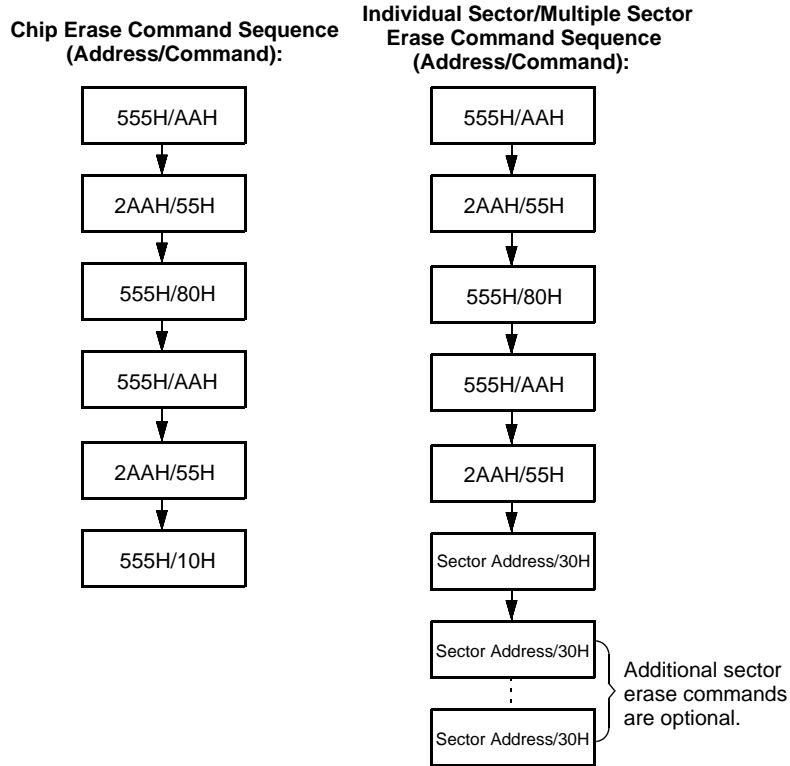 Chip Erase Command Sequence
(Address/Command):
555H/AAH
2AAH/55H
555H/80H
555H/AAH
2AAH/55H
555H/10H
Individual Sector/Multiple Sector
Erase Command Sequence
(Address/Command):
555H/AAH
2AAH/55H
555H/80H
555H/AAH
2AAH/55H
Sector Address/30H
Sector Address/30H
Sector Address/30H
Additional sector
erase commands
are optional.